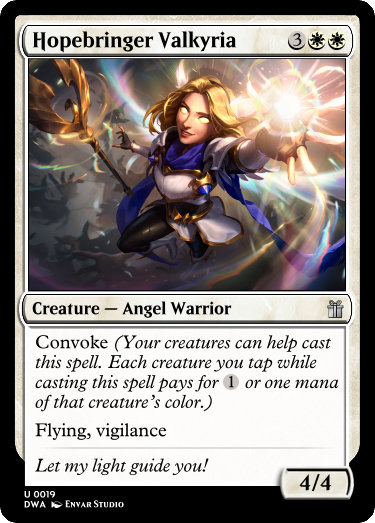 Hopebringer Valkyria 3
Creature — Angel Warrior
Convoke (Your creatures can help cast
this spell. Each creature you tap while
casting this spell pays for 1 or one mana
of that creature's color.)
Flying, vigilance
Let my light guide you!
4/4
U 0019
DWA Envar Studio